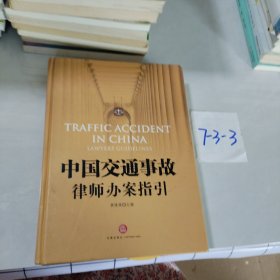 TRAFFIC ACCIDENT
IN CHINA
LAWYERS GUIDELINES
中国交通事故
律师办案指引
7-3-3